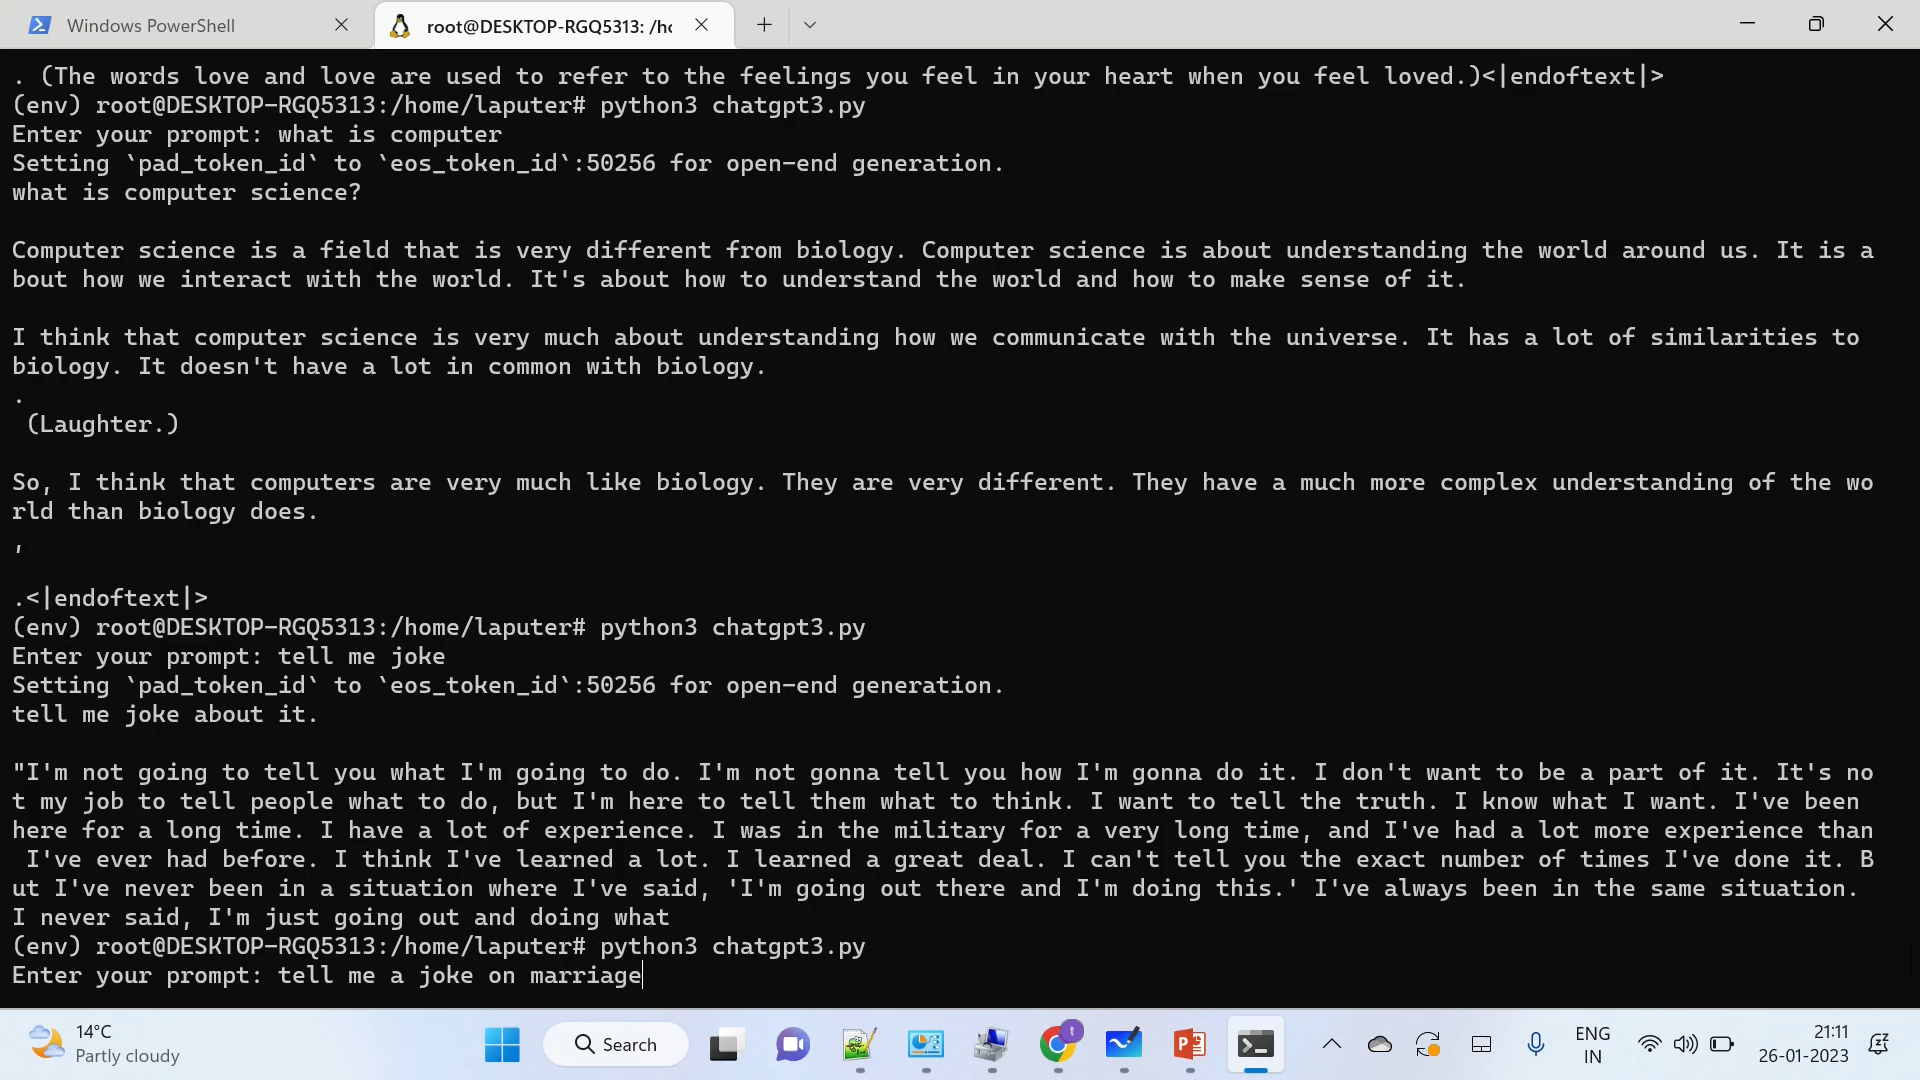 Windows PowerShell
root@DESKTOP-RGQ5313: /hc
. (The words love and love are used to refer to the feelings you feel in your heart when you feel loved.)<|endoftext|>
(env) root@DESKTOP-RGQ5313:/home/laputer# python3 chatgpt3.py
Enter your prompt: what is computer
Setting `pad_token_id` to `eos_token_id`:50256 for open-end generation.
what is computer science?
Computer science is a field that is very different from biology. Computer science is about understanding the world around us. It is a
bout how we interact with the world. It's about how to understand the world and how to make sense of it.
I think that computer science is very much about understanding how we communicate with the universe. It has a lot of similarities to
biology. It doesn't have a lot in common with biology.
.
(Laughter.)
So, I think that computers are very much like biology. They are very different. They have a much more complex understanding of the wo
rld than biology does.
,
.<|endoftext|>
(env) root@DESKTOP-RGQ5313:/home/laputer# python3 chatgpt3.py
Enter your prompt: tell me joke
Setting `pad_token_id` to `eos_token_id`:50256 for open-end generation.
tell me joke about it.
"I'm not going to tell you what I'm going to do. I'm not gonna tell you how I'm gonna do it. I don't want to be a part of it. It's no
t my job to tell people what to do, but I'm here to tell them what to think. I want to tell the truth. I know what I want. I've been
here for a long time. I have a lot of experience. I was in the military for a very long time, and I've had a lot more experience than
I've ever had before. I think I've learned a lot. I learned a great deal. I can't tell you the exact number of times I've done it. B
ut I've never been in a situation where I've said, 'I'm going out there and I'm doing this.' I've always been in the same situation.
I never said, I'm just going out and doing what
(env) root@DESKTOP-RGQ5313:/home/laputer# python3 chatgpt3.py
Enter your prompt: tell me a joke on marriage
14°C
Partly cloudy
Search
t
P
ENG
IN
21:11
26-01-2023